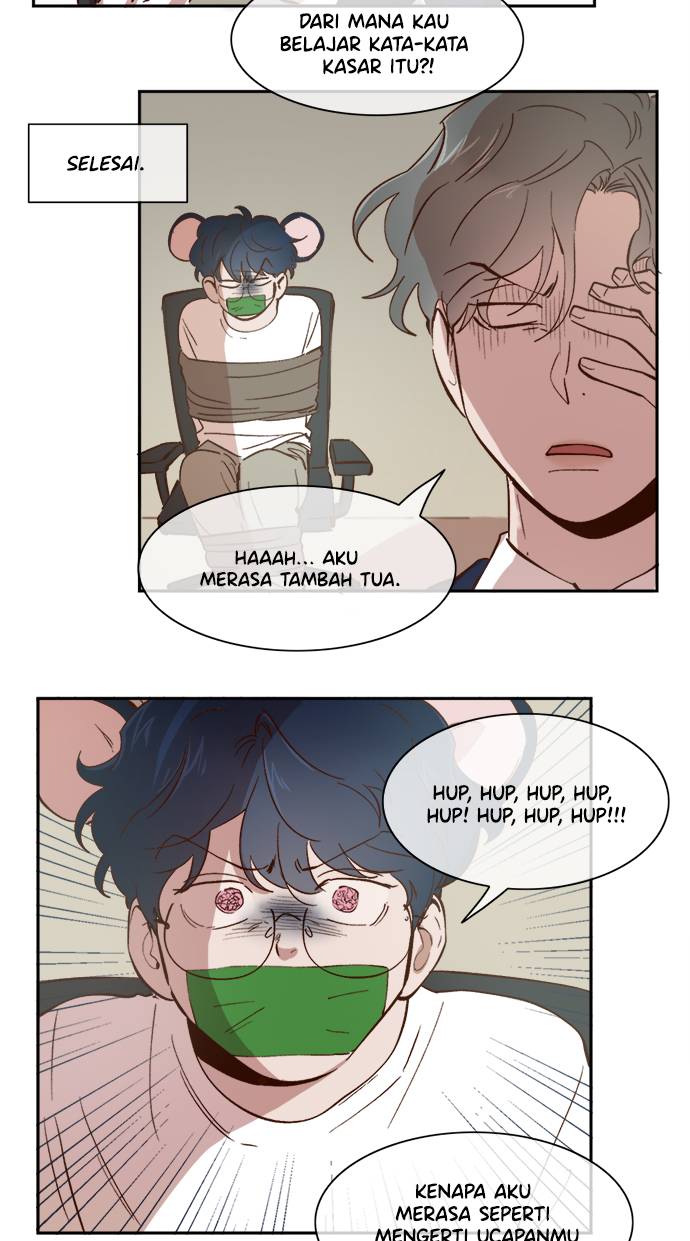 DARI MANA KAU
BELAJAR KATA-KATA
KASAR ITU?!
SELESAI.
HAAAH... AKU
MERASA TAMBAH TUA.
HUP, HUP, HUP, HUP,
HUP! HUP, HUP, HUP!!!
KENAPA AKU
MERASA SEPERTI
MENGERTI UCAPANMU